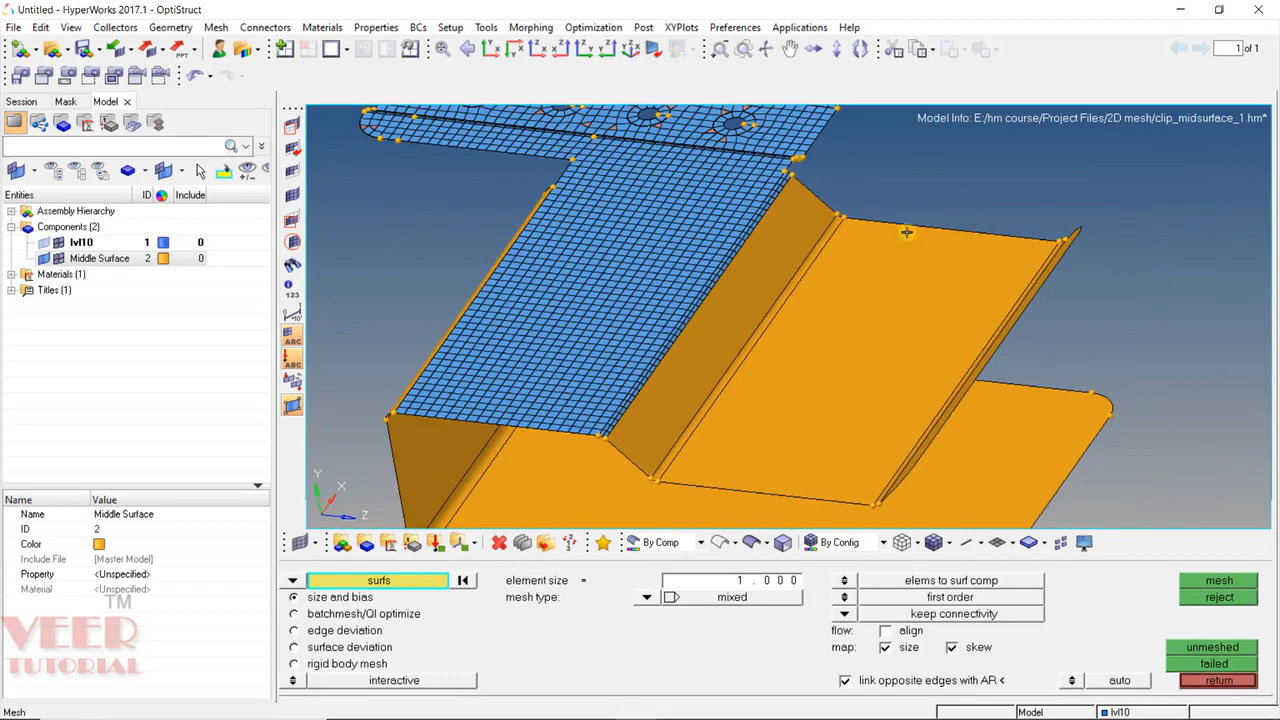 Untitled - HyperWorks 2017.1 - OptiStruct
File Edit View Collectors Geometry Mesh Connectors Materials Properties BCs Setup Tools Morphing Optimization Post XYPlots Preferences Applications Help
1 of 1
Session Mask Model
Model Info: E:/hm course/Project Files/2D mesh/clip_midsurface_1.hm*
Entities ID Include
Assembly Hierarchy
Components (2)
lvl10 1 0
Middle Surface 2 0
Materials (1)
Titles (1)
123
ABC
ABC
Y
X
Z
Name Value
Name Middle Surface
ID 2
Color
Include File [Master Model]
Property <Unspecified>
Material <Unspecified>
TM
VEER
TUTORIAL
By Comp By Config
surfs element size = 1 . 0 0 0 elems to surf comp mesh
size and bias mesh type: mixed first order reject
batchmesh/QI optimize keep connectivity
edge deviation flow: align
surface deviation map: size skew unmeshed
rigid body mesh failed
interactive link opposite edges with AR < auto return
Mesh Model lvl10